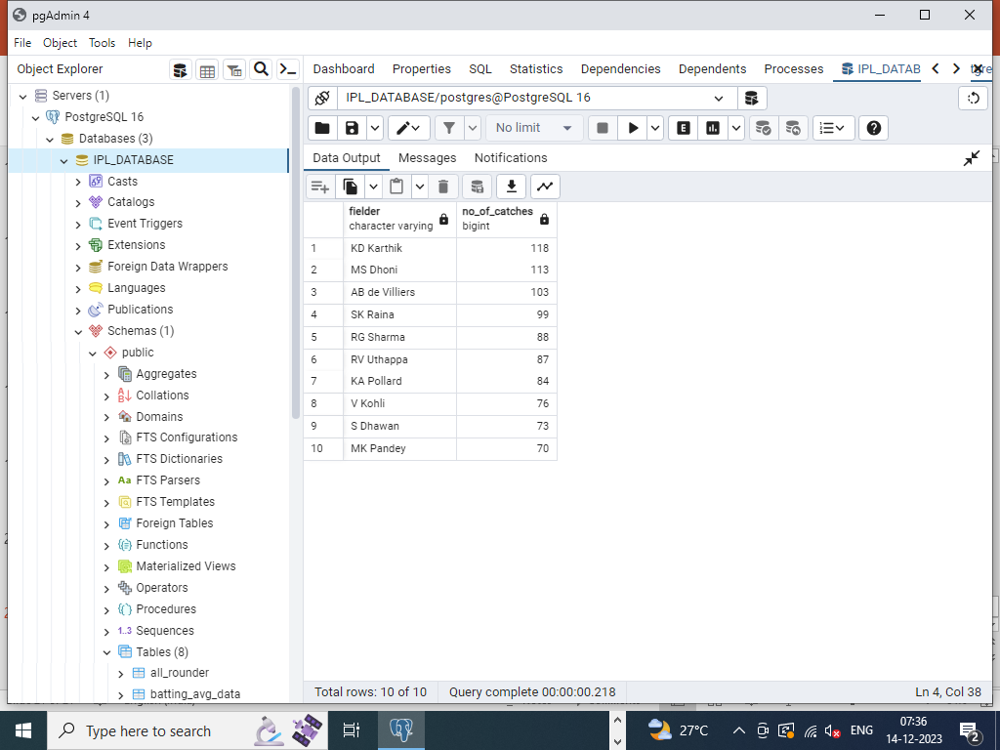 pgAdmin 4
File Object Tools Help
Object Explorer
Dashboard Properties SQL Statistics Dependencies Dependents Processes IPL_DATAB
Servers (1)
PostgreSQL 16
Databases (3)
IPL_DATABASE
Casts
Catalogs
Event Triggers
Extensions
Foreign Data Wrappers
Languages
Publications
Schemas (1)
public
Aggregates
Collations
Domains
FTS Configurations
FTS Dictionaries
FTS Parsers
FTS Templates
Foreign Tables
Functions
Materialized Views
Operators
Procedures
1..3 Sequences
Tables (8)
all_rounder
batting_avg_data
IPL_DATABASE/postgres@PostgreSQL 16
No limit
Data Output Messages Notifications
fielder no_of_catches
character varying bigint
1 KD Karthik 118
2 MS Dhoni 113
3 AB de Villiers 103
4 SK Raina 99
5 RG Sharma 88
6 RV Uthappa 87
7 KA Pollard 84
8 V Kohli 76
9 S Dhawan 73
10 MK Pandey 70
Total rows: 10 of 10 Query complete 00:00:00.218 Ln 4, Col 38
Type here to search
27°C
ENG
07:36
14-12-2023
2